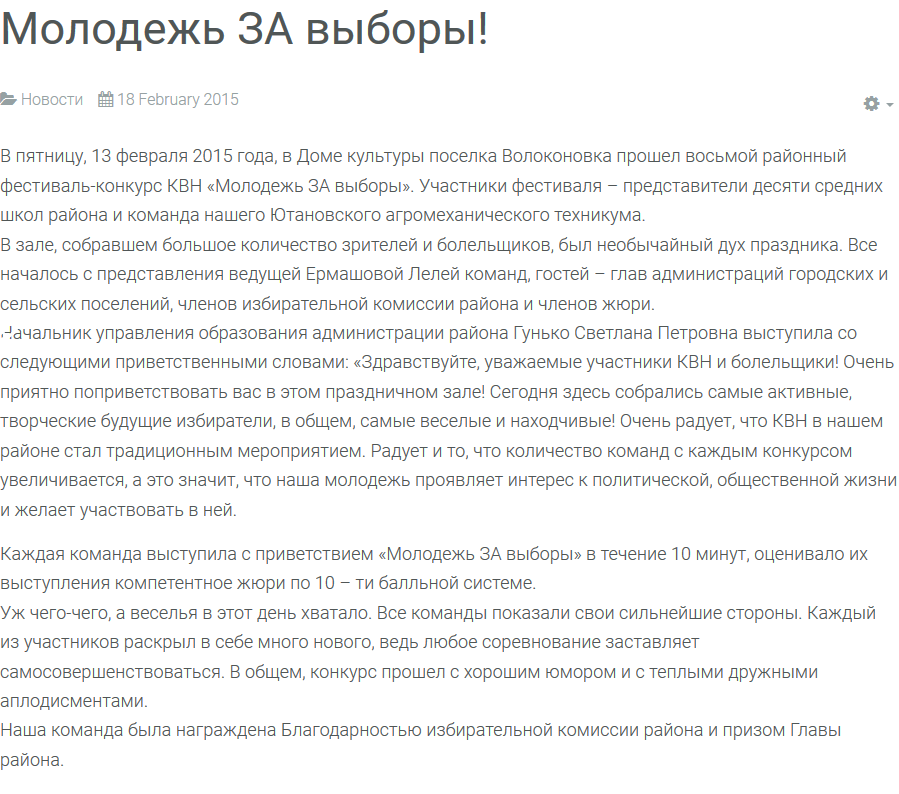 Молодежь ЗА выборы!
Новости 18 February 2015
В пятницу, 13 февраля 2015 года, в Доме культуры поселка Волоконовка прошел восьмой районный
фестиваль-конкурс КВН «Молодежь ЗА выборы». Участники фестиваля – представители десяти средних
школ района и команда нашего Ютановского агромеханического техникума.
В зале, собравшем большое количество зрителей и болельщиков, был необычайный дух праздника. Все
началось с представления ведущей Ермашовой Лелей команд, гостей – глав администраций городских и
сельских поселений, членов избирательной комиссии района и членов жюри.
Начальник управления образования администрации района Гунько Светлана Петровна выступила со
следующими приветственными словами: «Здравствуйте, уважаемые участники КВН и болельщики! Очень
приятно поприветствовать вас в этом праздничном зале! Сегодня здесь собрались самые активные,
творческие будущие избиратели, в общем, самые веселые и находчивые! Очень радует, что КВН в нашем
районе стал традиционным мероприятием. Радует и то, что количество команд с каждым конкурсом
увеличивается, а это значит, что наша молодежь проявляет интерес к политической, общественной жизни
и желает участвовать в ней.
Каждая команда выступила с приветствием «Молодежь ЗА выборы» в течение 10 минут, оценивало их
выступления компетентное жюри по 10 – ти балльной системе.
Уж чего-чего, а веселья в этот день хватало. Все команды показали свои сильнейшие стороны. Каждый
из участников раскрыл в себе много нового, ведь любое соревнование заставляет
самосовершенствоваться. В общем, конкурс прошел с хорошим юмором и с теплыми дружными
аплодисментами.
Наша команда была награждена Благодарностью избирательной комиссии района и призом Главы
района.